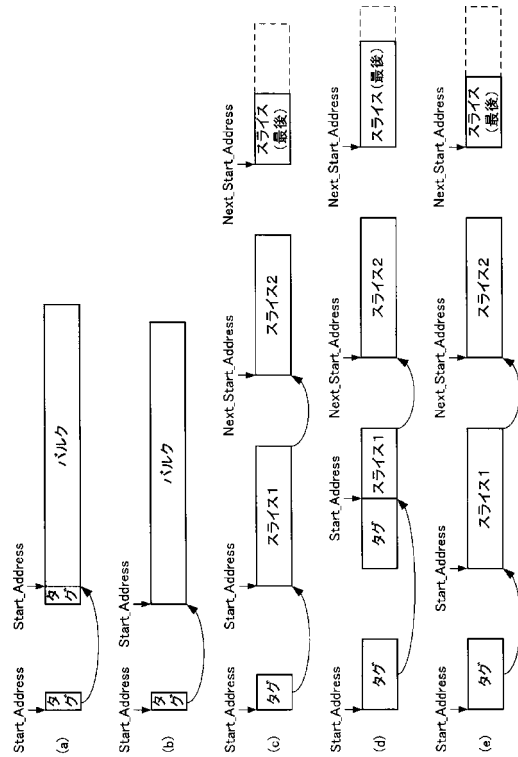 Start_Address
Start_Address
タグ
タグ
バルク
(a)
Start_Address
Start_Address
タグ
バルク
(b)
Start_Address
Start_Address
Next_Start_Address
Next_Start_Address
タグ
スライス1
スライス2
スライス
(最後)
(c)
Start_Address
Start_Address
Next_Start_Address
Next_Start_Address
タグ
タグ
スライス1
スライス2
スライス(最後)
(d)
Start_Address
Start_Address
Next_Start_Address
Next_Start_Address
タグ
スライス1
スライス2
スライス
(最後)
(e)